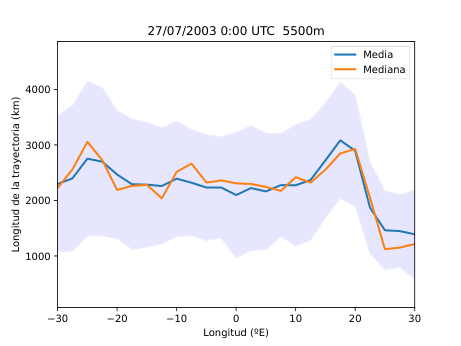 27/07/2003 0:00 UTC  5500m
Media
Mediana
Longitud de la trayectoria (km)
4000
3000
2000
1000
−30 −20 −10 0 10 20 30
Longitud (ºE)